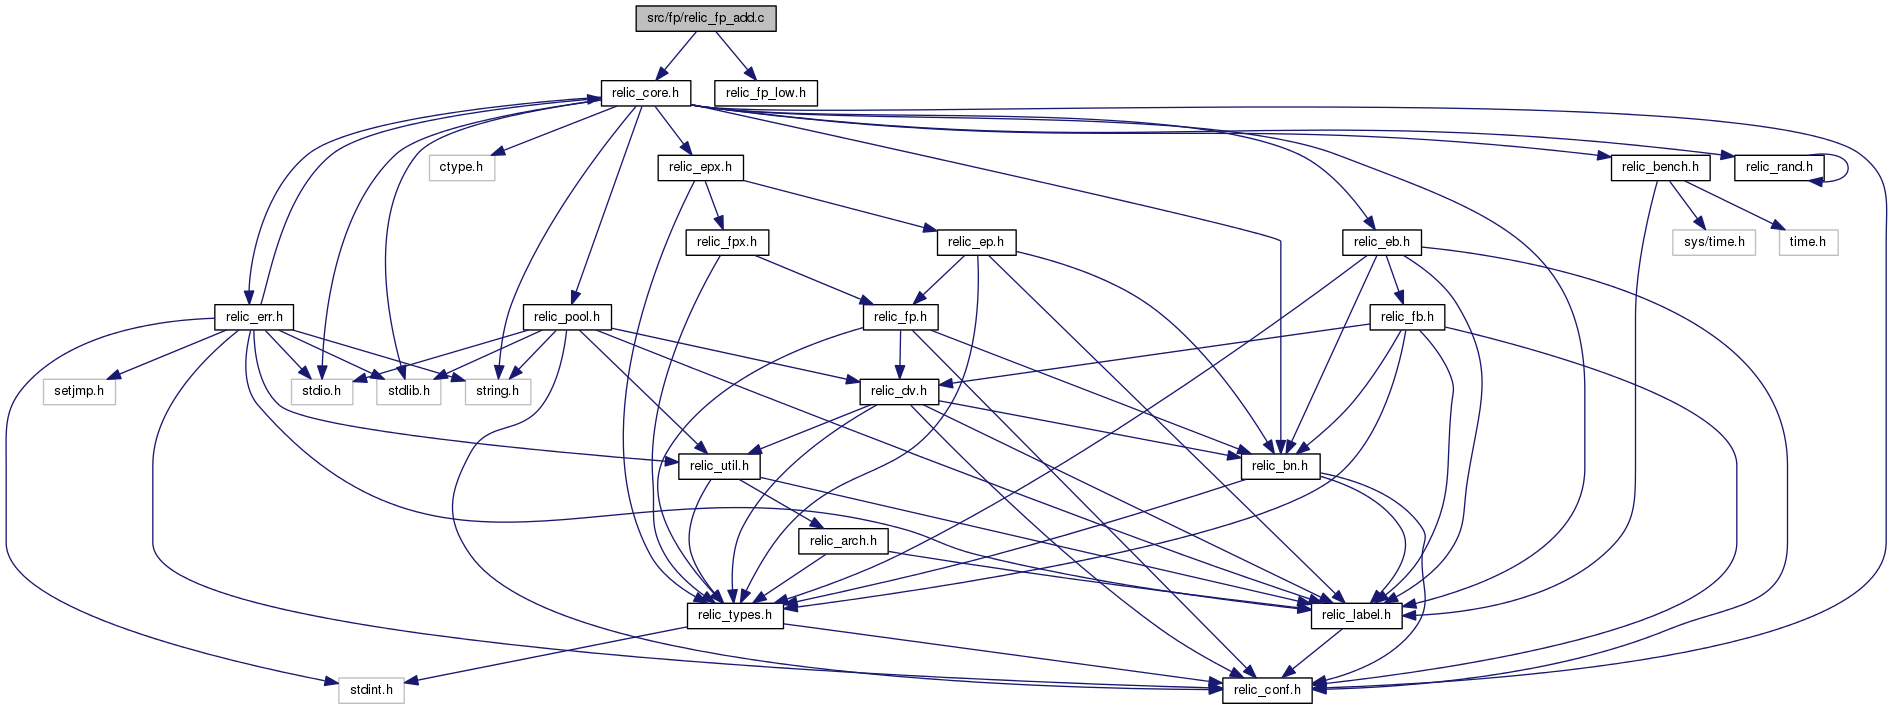 src/fp/relic_fp_add.c
relic_core.h
relic_fp_low.h
ctype.h
relic_epx.h
relic_bench.h
relic_rand.h
relic_fpx.h
relic_ep.h
relic_eb.h
sys/time.h
time.h
relic_err.h
relic_pool.h
relic_fp.h
relic_fb.h
setjmp.h
stdio.h
stdlib.h
string.h
relic_dv.h
relic_util.h
relic_bn.h
relic_arch.h
relic_types.h
relic_label.h
stdint.h
relic_conf.h